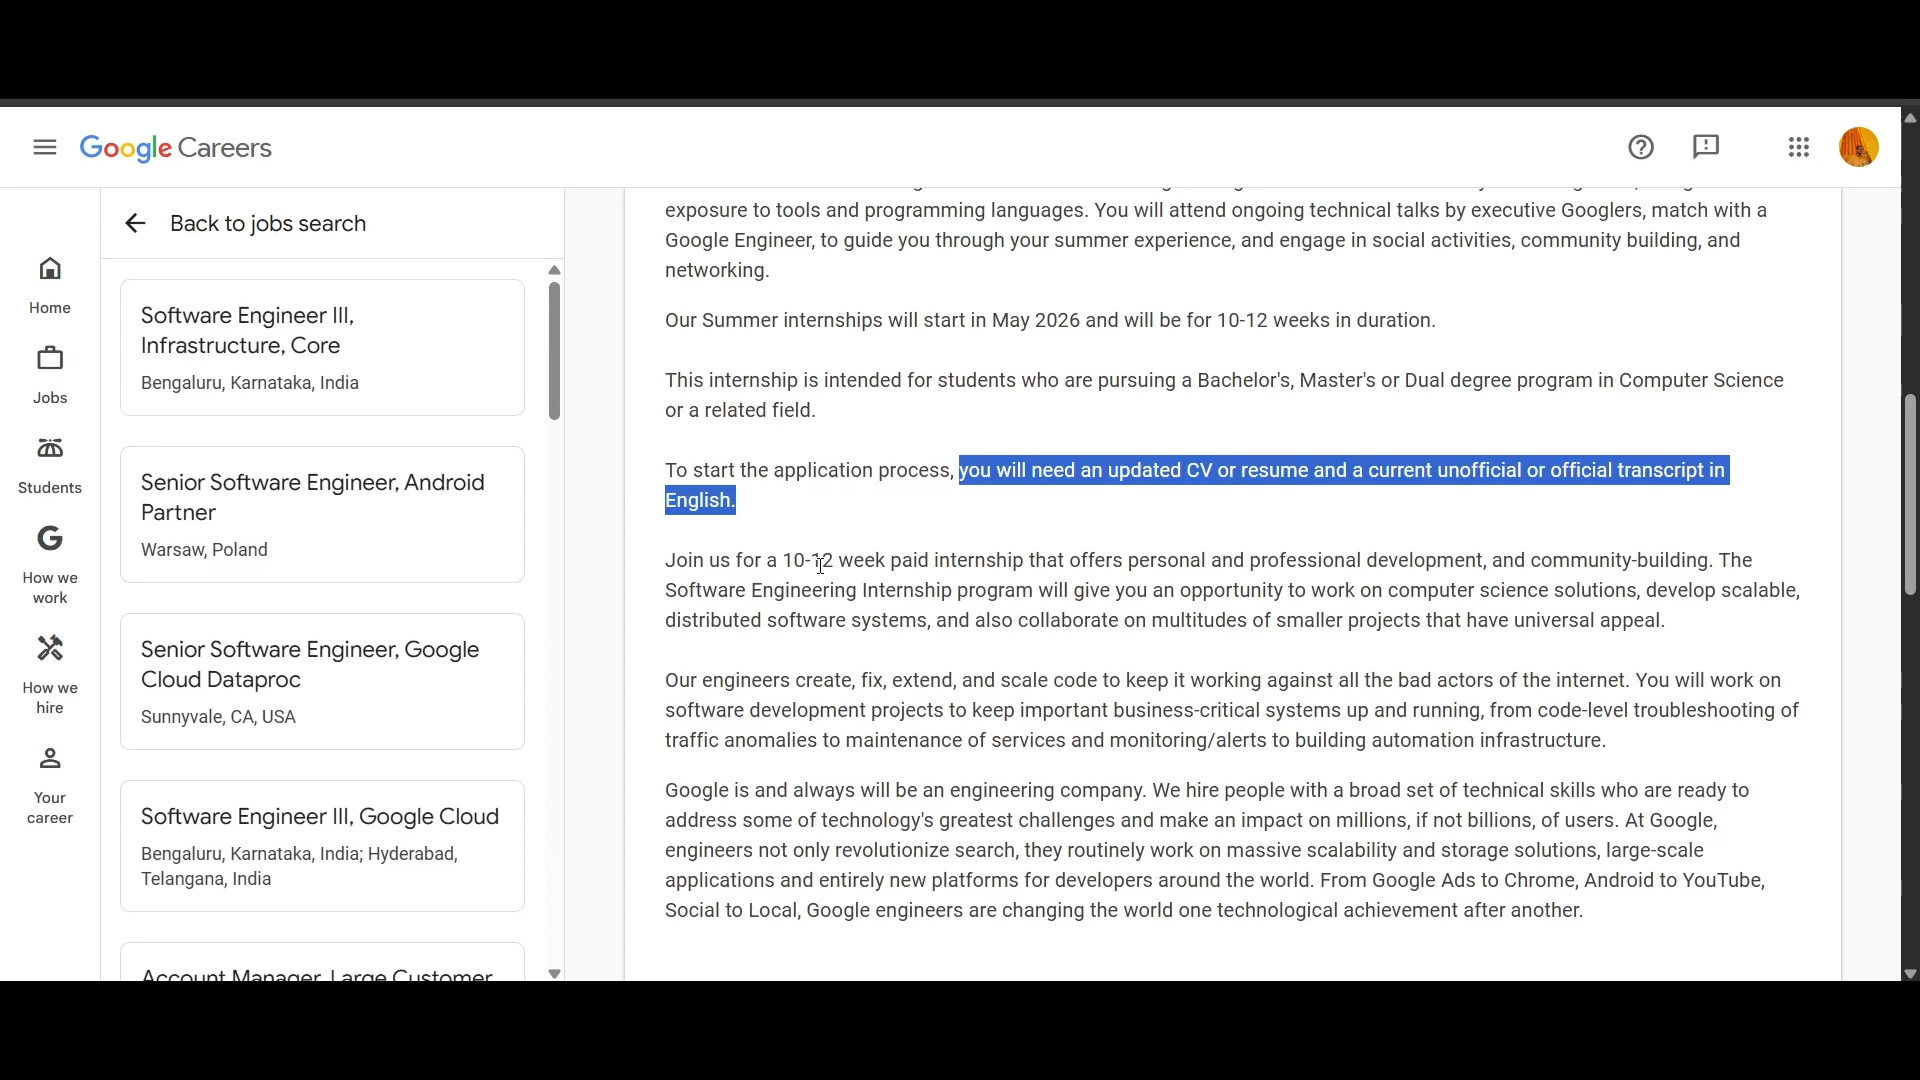 Google Careers
Back to jobs search
Home
Jobs
Students
How we
work
How we
hire
Your
career
Software Engineer III,
Infrastructure, Core
Bengaluru, Karnataka, India
Senior Software Engineer, Android
Partner
Warsaw, Poland
Senior Software Engineer, Google
Cloud Dataproc
Sunnyvale, CA, USA
Software Engineer III, Google Cloud
Bengaluru, Karnataka, India; Hyderabad,
Telangana, India
Account Manager, Large Customer
exposure to tools and programming languages. You will attend ongoing technical talks by executive Googlers, match with a
Google Engineer, to guide you through your summer experience, and engage in social activities, community building, and
networking.
Our Summer internships will start in May 2026 and will be for 10-12 weeks in duration.
This internship is intended for students who are pursuing a Bachelor's, Master's or Dual degree program in Computer Science
or a related field.
To start the application process, you will need an updated CV or resume and a current unofficial or official transcript in
English.
Join us for a 10-12 week paid internship that offers personal and professional development, and community-building. The
Software Engineering Internship program will give you an opportunity to work on computer science solutions, develop scalable,
distributed software systems, and also collaborate on multitudes of smaller projects that have universal appeal.
Our engineers create, fix, extend, and scale code to keep it working against all the bad actors of the internet. You will work on
software development projects to keep important business-critical systems up and running, from code-level troubleshooting of
traffic anomalies to maintenance of services and monitoring/alerts to building automation infrastructure.
Google is and always will be an engineering company. We hire people with a broad set of technical skills who are ready to
address some of technology's greatest challenges and make an impact on millions, if not billions, of users. At Google,
engineers not only revolutionize search, they routinely work on massive scalability and storage solutions, large-scale
applications and entirely new platforms for developers around the world. From Google Ads to Chrome, Android to YouTube,
Social to Local, Google engineers are changing the world one technological achievement after another.